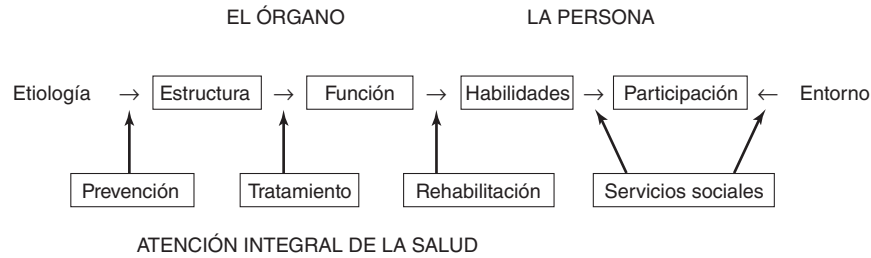 EL ÓRGANO LA PERSONA
Etiología → Estructura → Función → Habilidades → Participación ← Entorno
Prevención Tratamiento Rehabilitación Servicios sociales
ATENCIÓN INTEGRAL DE LA SALUD